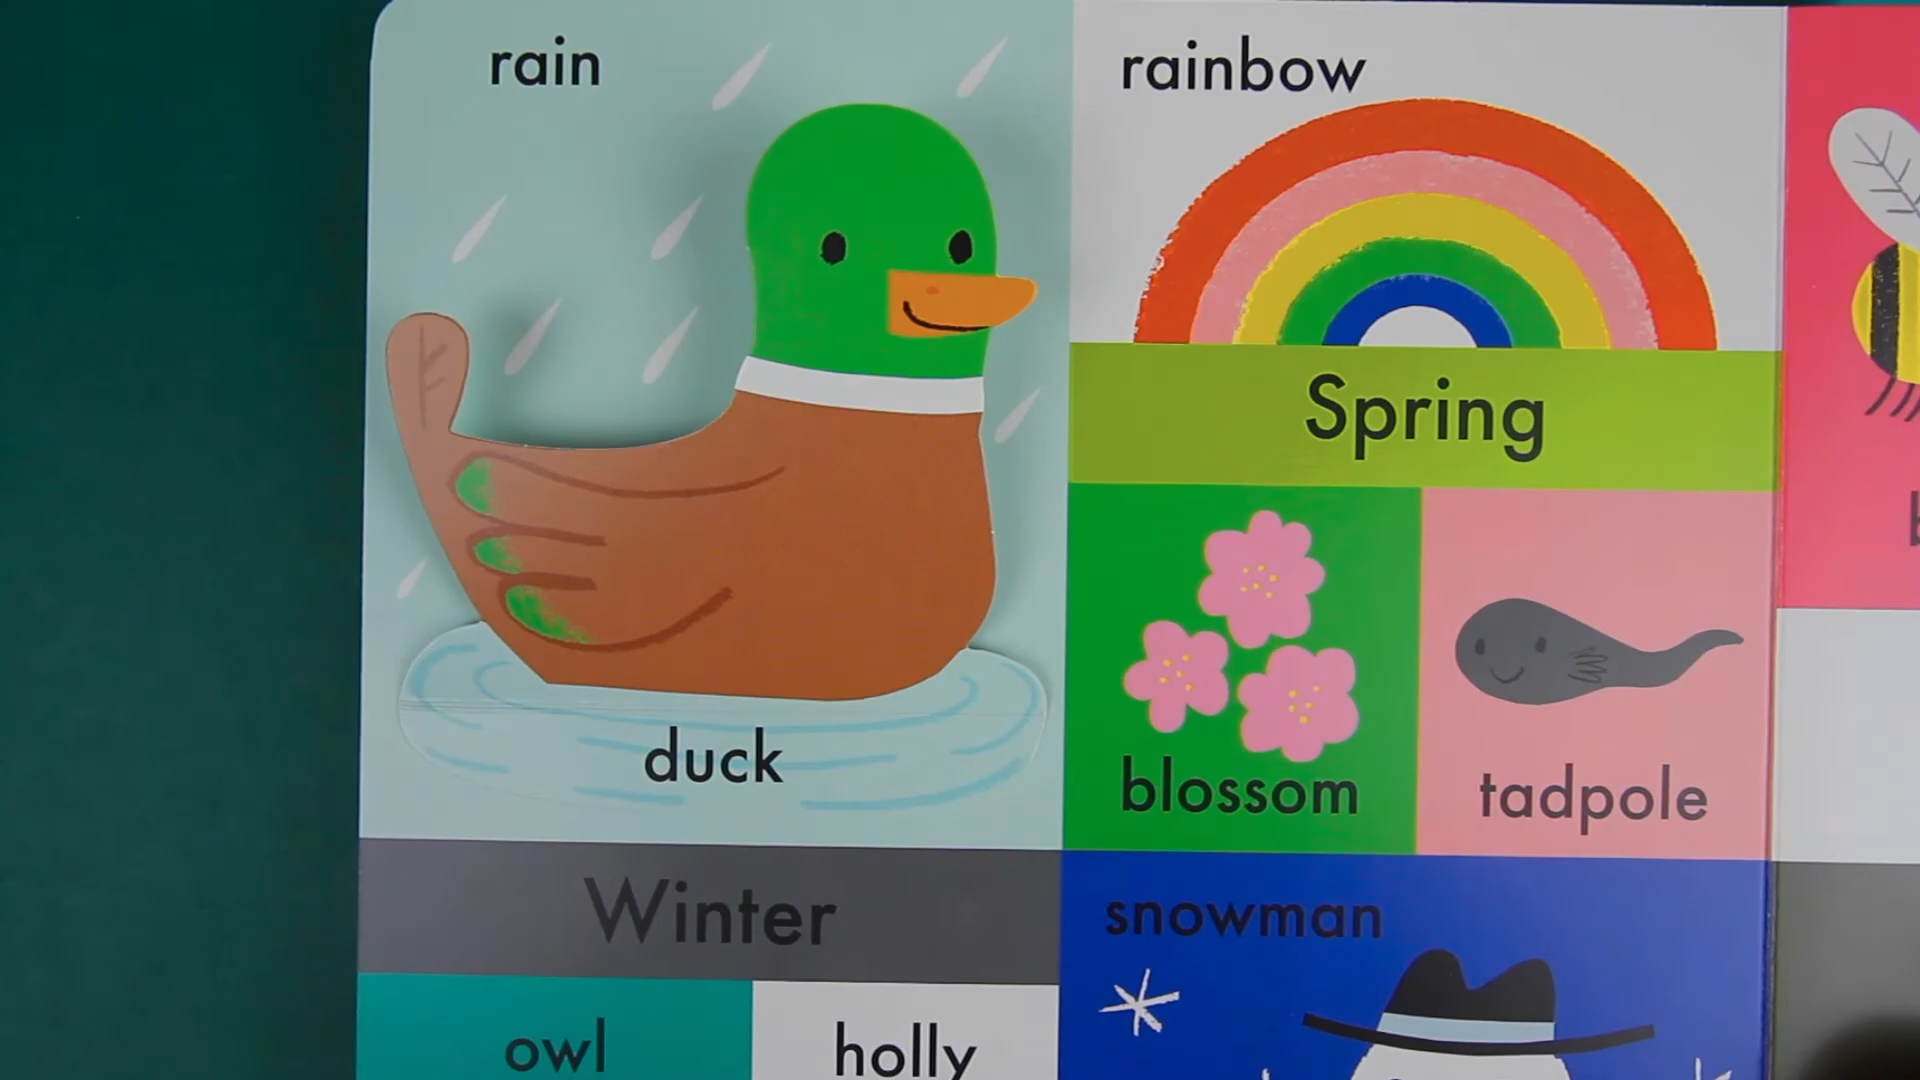 rain
duck
rainbow
Spring
blossom
tadpole
Winter
owl
holly
snowman